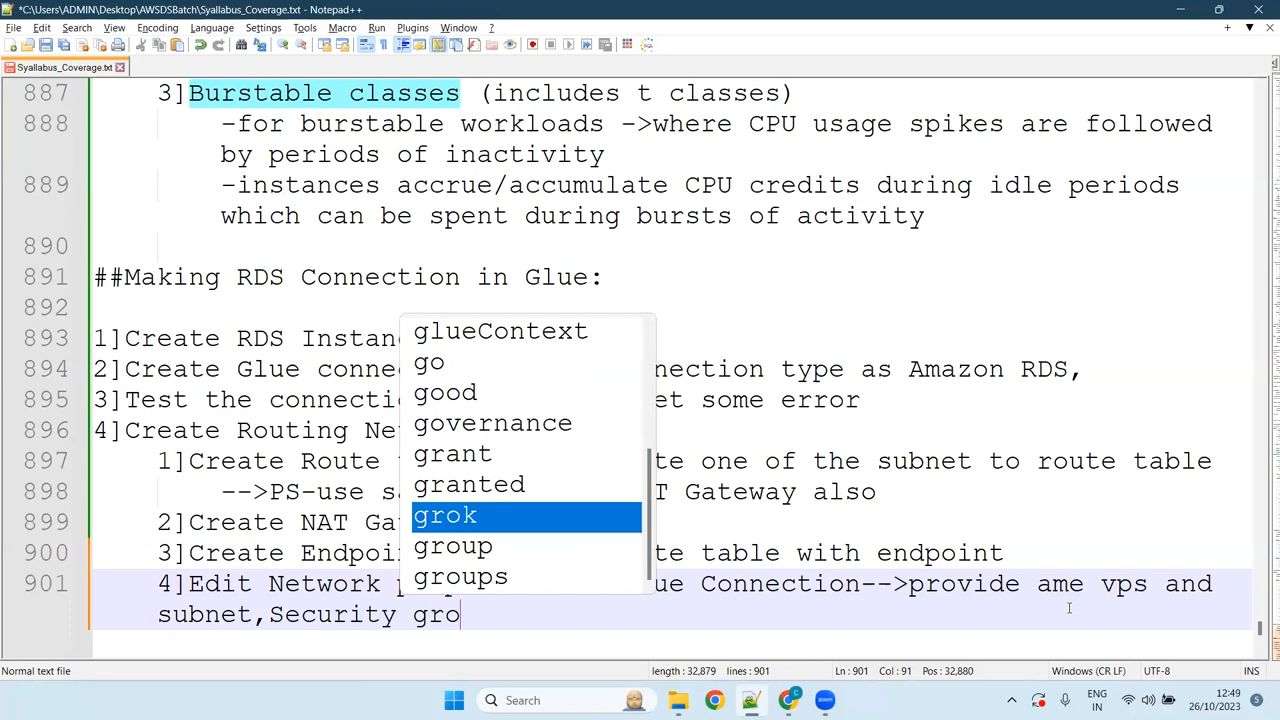 *C:\Users\ADMIN\Desktop\AWSDSBatch\Syallabus_Coverage.txt - Notepad++
File Edit Search View Encoding Language Settings Tools Macro Run Plugins Window ?
Syallabus_Coverage.txt
887 3]Burstable classes (includes t classes)
888 -for burstable workloads ->where CPU usage spikes are followed
by periods of inactivity
889 -instances accrue/accumulate CPU credits during idle periods
which can be spent during bursts of activity
890
891 ##Making RDS Connection in Glue:
892
893 1]Create RDS Instan
894 2]Create Glue conne nection type as Amazon RDS,
895 3]Test the connecti et some error
896 4]Create Routing Ne
897 1]Create Route te one of the subnet to route table
898 -->PS-use sa T Gateway also
899 2]Create NAT Ga
900 3]Create Endpoi te table with endpoint
901 4]Edit Network p ue Connection-->provide ame vps and
subnet,Security gro
glueContext
go
good
governance
grant
granted
grok
group
groups
Normal text file length : 32,879 lines : 901 Ln : 901 Col : 91 Pos : 32,880 Windows (CR LF) UTF-8 INS
Search
ENG
IN
12:49
26/10/2023
5